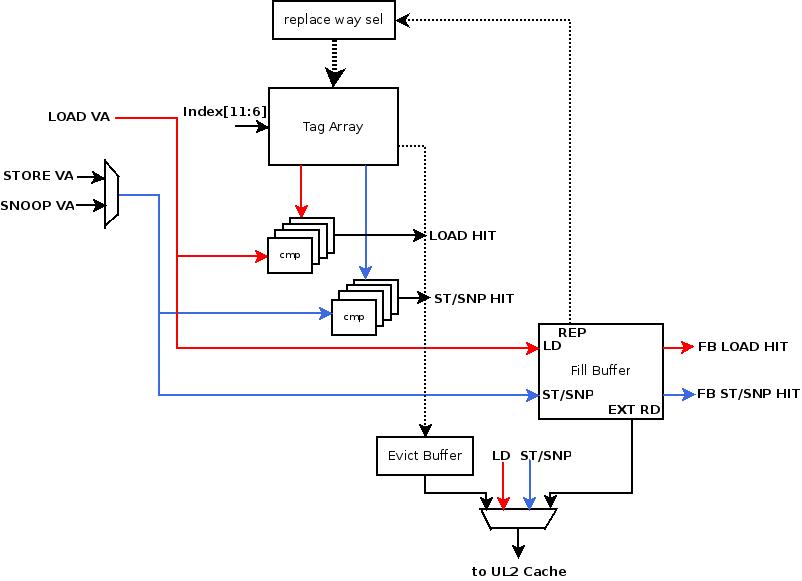 replace way sel
Index[11:6]
LOAD VA
Tag Array
STORE VA
SNOOP VA
LOAD HIT
cmp
ST/SNP HIT
cmp
REP
LD
FB LOAD HIT
Fill Buffer
ST/SNP
FB ST/SNP HIT
EXT RD
Evict Buffer
LD
ST/SNP
to UL2 Cache